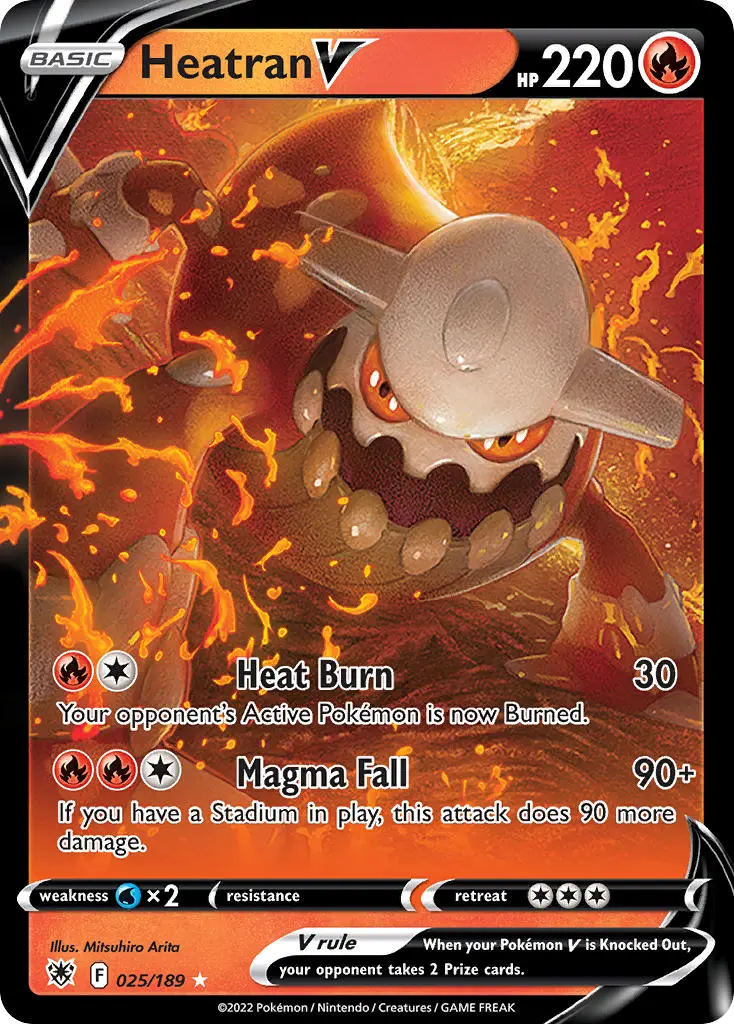 BASIC Heatran V HP 220
Heat Burn 30
Your opponent's Active Pokémon is now Burned.
Magma Fall 90+
If you have a Stadium in play, this attack does 90 more
damage.
weakness ×2 resistance retreat
Illus. Mitsuhiro Arita
V rule When your Pokémon V is Knocked Out,
your opponent takes 2 Prize cards.
F 025/189
©2022 Pokémon / Nintendo / Creatures / GAME FREAK